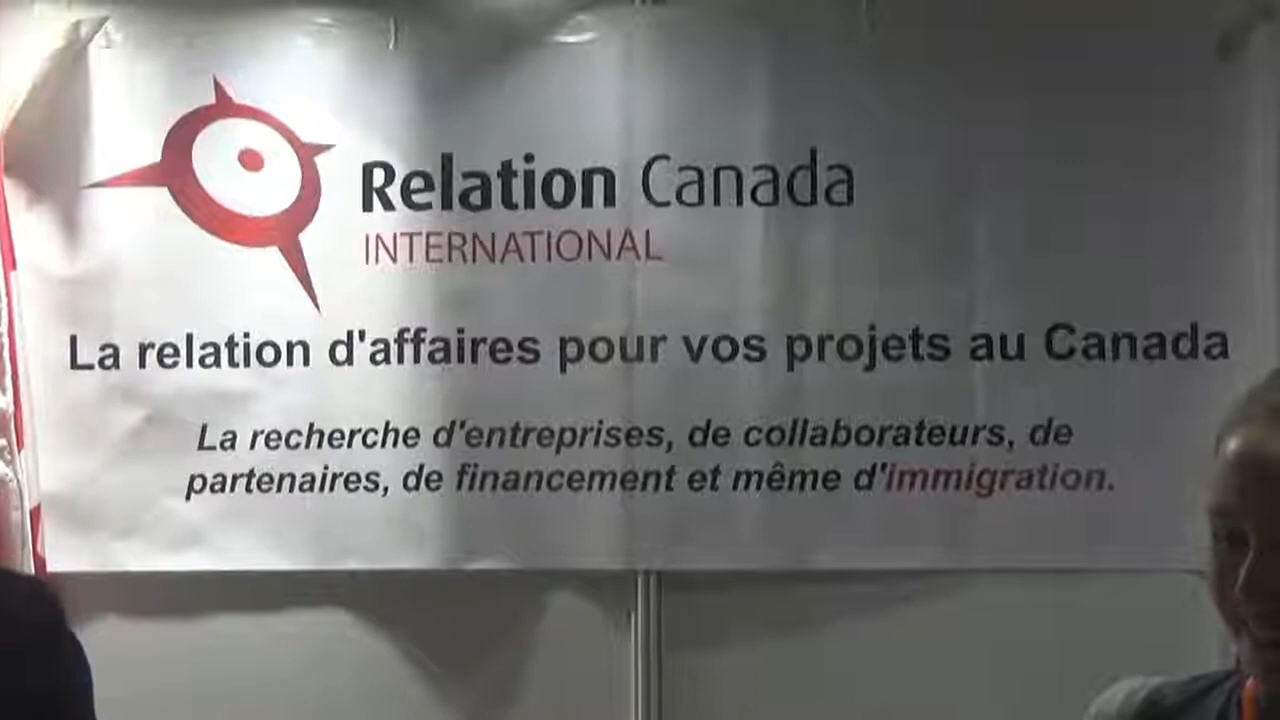 Relation Canada
INTERNATIONAL
La relation d'affaires pour vos projets au Canada
La recherche d'entreprises, de collaborateurs, de
partenaires, de financement et même d'immigration.